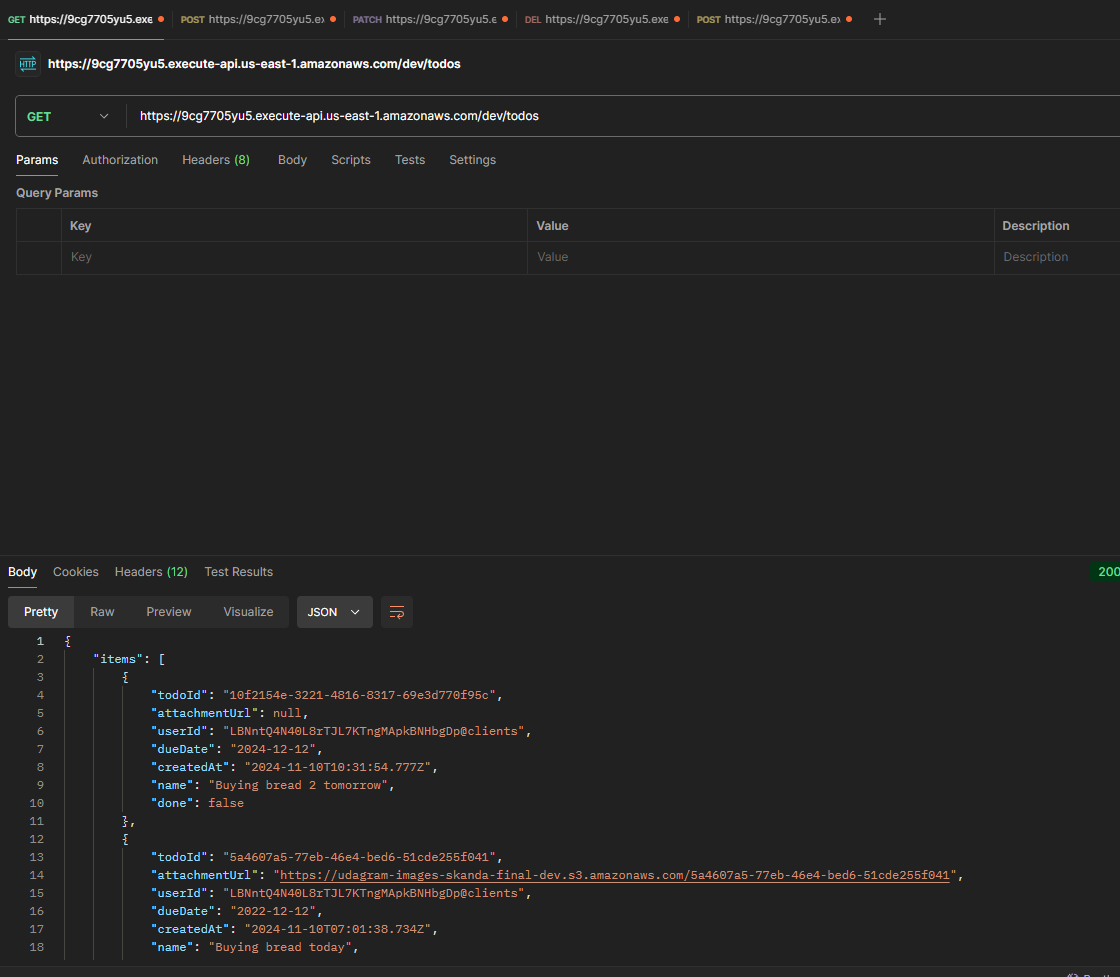 GET https://9cg7705yu5.exe POST https://9cg7705yu5.ex PATCH https://9cg7705yu5.e DEL https://9cg7705yu5.exe POST https://9cg7705yu5.ex +
HTTP https://9cg7705yu5.execute-api.us-east-1.amazonaws.com/dev/todos
GET https://9cg7705yu5.execute-api.us-east-1.amazonaws.com/dev/todos
Params Authorization Headers (8) Body Scripts Tests Settings
Query Params
Key Value Description
Key Value Description
Body Cookies Headers (12) Test Results 200
Pretty Raw Preview Visualize JSON
1 {
2 "items": [
3 {
4 "todoId": "10f2154e-3221-4816-8317-69e3d770f95c",
5 "attachmentUrl": null,
6 "userId": "LBNntQ4N40L8rTJL7KTngMApkBNHbgDp@clients",
7 "dueDate": "2024-12-12",
8 "createdAt": "2024-11-10T10:31:54.777Z",
9 "name": "Buying bread 2 tomorrow",
10 "done": false
11 },
12 {
13 "todoId": "5a4607a5-77eb-46e4-bed6-51cde255f041",
14 "attachmentUrl": "https://udagram-images-skanda-final-dev.s3.amazonaws.com/5a4607a5-77eb-46e4-bed6-51cde255f041",
15 "userId": "LBNntQ4N40L8rTJL7KTngMApkBNHbgDp@clients",
16 "dueDate": "2022-12-12",
17 "createdAt": "2024-11-10T07:01:38.734Z",
18 "name": "Buying bread today",